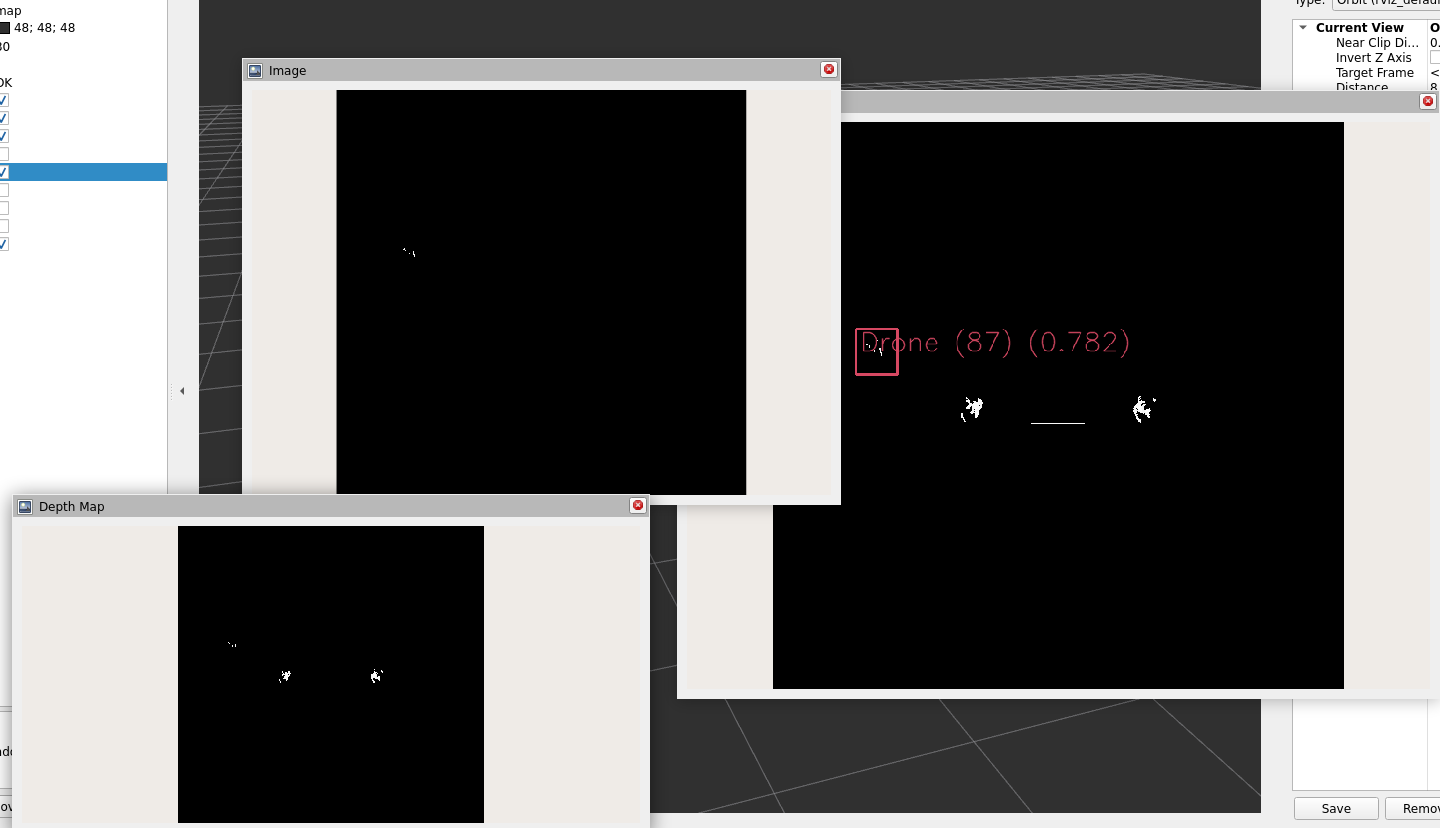 map
48; 48; 48
30
OK
Image
Depth Map
Drone (87) (0.782)
Type:
Orbit (rviz_defau
Current View
Near Clip Di...
0.
Invert Z Axis
Target Frame
<
Distance
8
Save
Remov